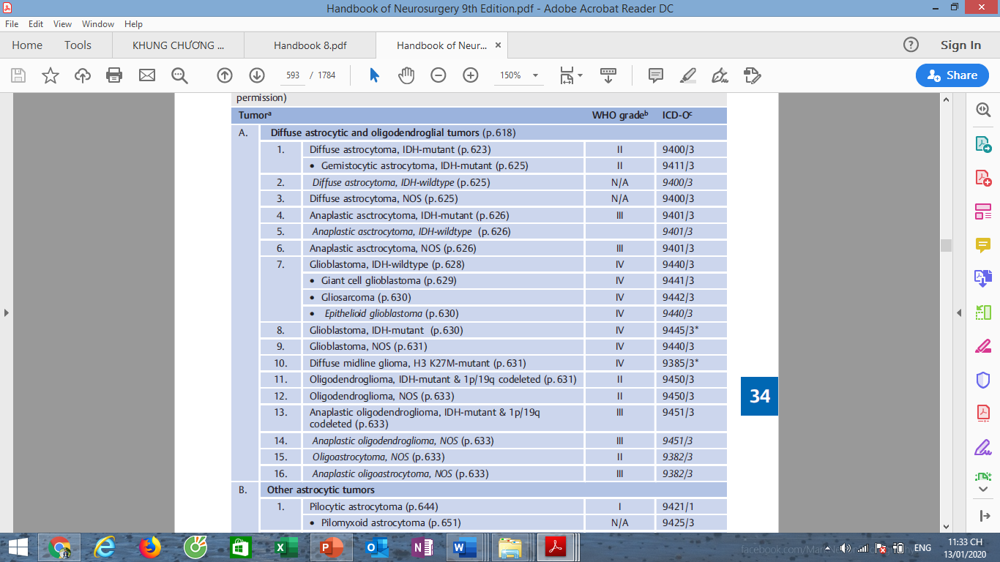 Handbook of Neurosurgery 9th Edition.pdf - Adobe Acrobat Reader DC
File Edit View Window Help
Home Tools KHUNG CHƯƠNG ... Handbook 8.pdf Handbook of Neur... Sign In
593 / 1784 150% Share
permission)
Tumorᵃ WHO gradeᵇ ICD-Oᶜ
A. Diffuse astrocytic and oligodendroglial tumors (p. 618)
1. Diffuse astrocytoma, IDH-mutant (p. 623) II 9400/3
• Gemistocytic astrocytoma, IDH-mutant (p. 625) II 9411/3
2. Diffuse astrocytoma, IDH-wildtype (p. 625) N/A 9400/3
3. Diffuse astrocytoma, NOS (p. 625) N/A 9400/3
4. Anaplastic asctrocytoma, IDH-mutant (p. 626) III 9401/3
5. Anaplastic asctrocytoma, IDH-wildtype (p. 626) 9401/3
6. Anaplastic asctrocytoma, NOS (p. 626) III 9401/3
7. Glioblastoma, IDH-wildtype (p. 628) IV 9440/3
• Giant cell glioblastoma (p. 629) IV 9441/3
• Gliosarcoma (p. 630) IV 9442/3
• Epithelioid glioblastoma (p. 630) IV 9440/3
8. Glioblastoma, IDH-mutant (p. 630) IV 9445/3*
9. Glioblastoma, NOS (p. 631) IV 9440/3
10. Diffuse midline glioma, H3 K27M-mutant (p. 631) IV 9385/3*
11. Oligodendroglioma, IDH-mutant & 1p/19q codeleted (p. 631) II 9450/3
12. Oligodendroglioma, NOS (p. 633) II 9450/3
13. Anaplastic oligodendroglioma, IDH-mutant & 1p/19q III 9451/3
codeleted (p. 633)
14. Anaplastic oligodendroglioma, NOS (p. 633) III 9451/3
15. Oligoastrocytoma, NOS (p. 633) II 9382/3
16. Anaplastic oligoastrocytoma, NOS (p. 633) III 9382/3
B. Other astrocytic tumors
1. Pilocytic astrocytoma (p. 644) I 9421/1
• Pilomyxoid astrocytoma (p. 651) N/A 9425/3
34
ENG
11:33 CH
13/01/2020